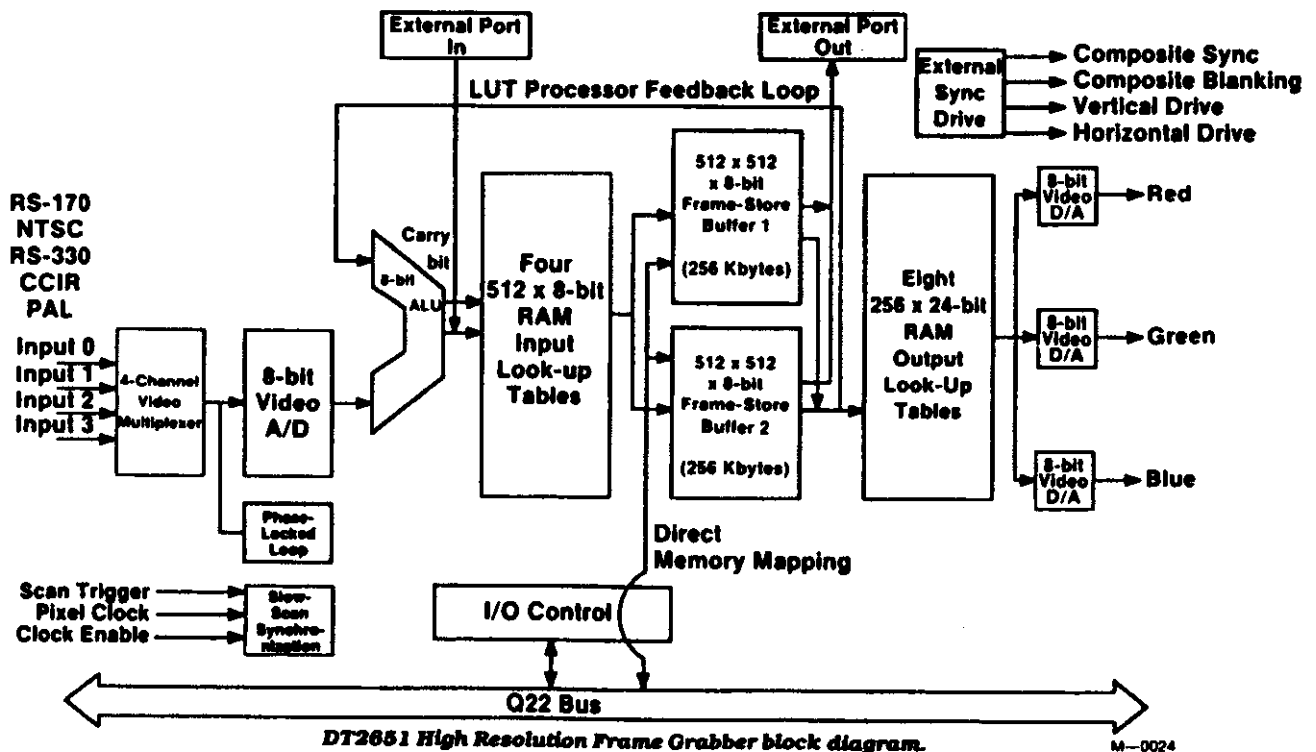 External Port
In
External Port
Out
External
Sync
Drive
Composite Sync
Composite Blanking
Vertical Drive
Horizontal Drive
LUT Processor Feedback Loop
RS-170
NTSC
RS-330
CCIR
PAL
Input 0
Input 1
Input 2
Input 3
4-Channel
Video
Multiplexer
8-bit
Video
A/D
Phase-
Locked
Loop
Carry
bit
8-bit
ALU
Four
512 x 8-bit
RAM
Input
Look-up
Tables
512 x 512
x 8-bit
Frame-Store
Buffer 1
(256 Kbytes)
512 x 512
x 8-bit
Frame-Store
Buffer 2
(256 Kbytes)
Eight
256 x 24-bit
RAM
Output
Look-Up
Tables
8-bit
Video
D/A
Red
8-bit
Video
D/A
Green
8-bit
Video
D/A
Blue
Direct
Memory Mapping
Scan Trigger
Pixel Clock
Clock Enable
Slow-
Scan
Synchro-
nization
I/O Control
Q22 Bus
DT2651 High Resolution Frame Grabber block diagram.
M-0024